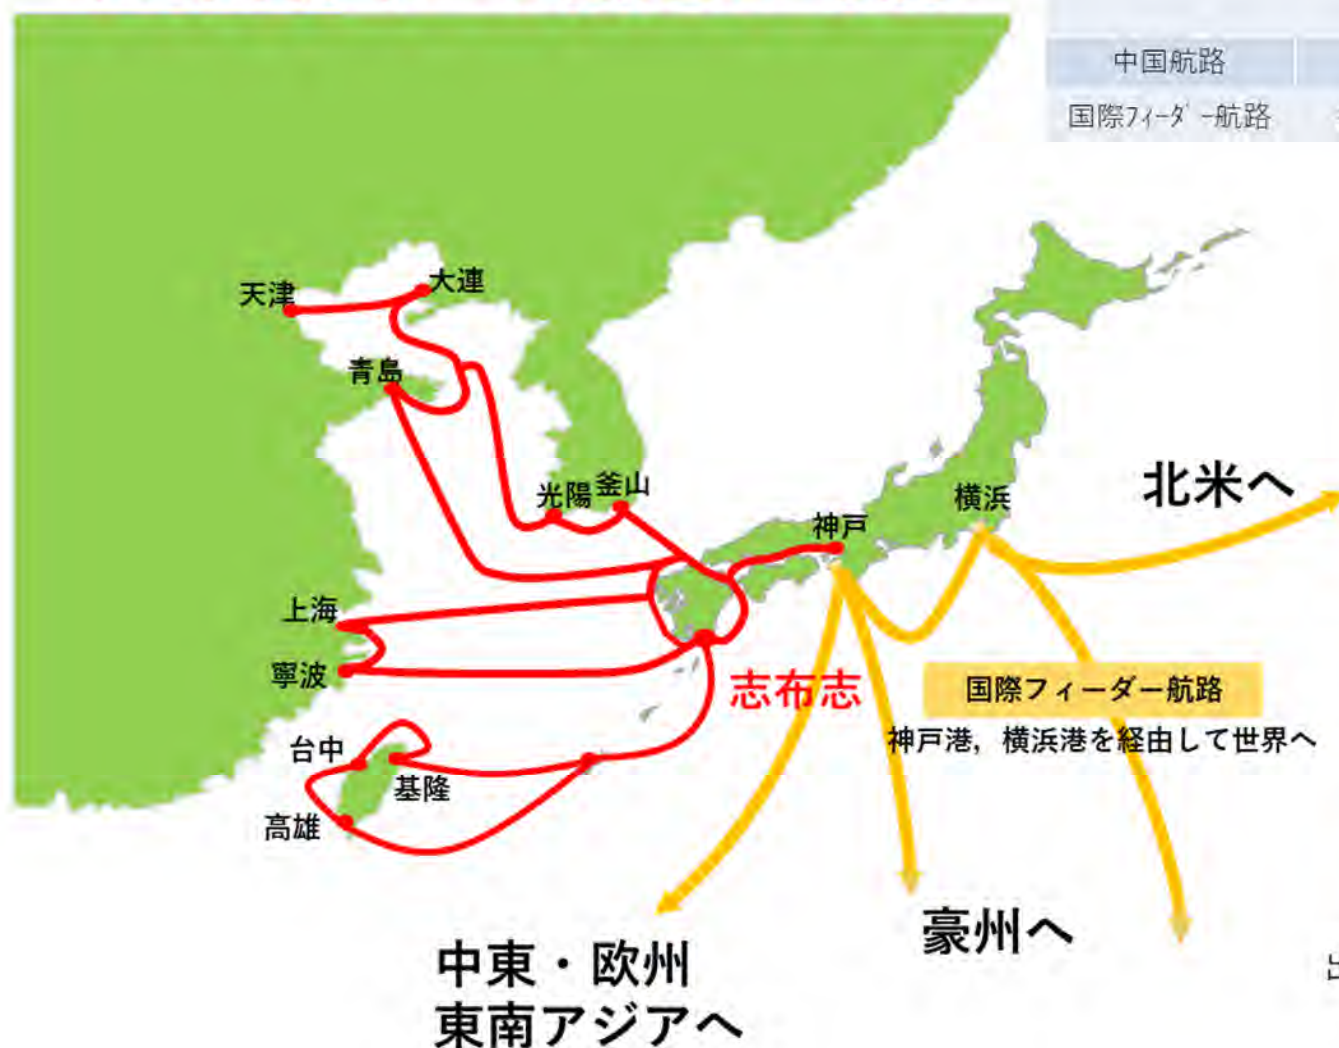 中国航路
国際ﾌｨｰﾀﾞｰ航路
天津
大連
青島
光陽
釜山
神戸
横浜
北米へ
上海
寧波
志布志
国際フィーダー航路
神戸港，横浜港を経由して世界へ
台中
基隆
高雄
豪州へ
中東・欧州
東南アジアへ